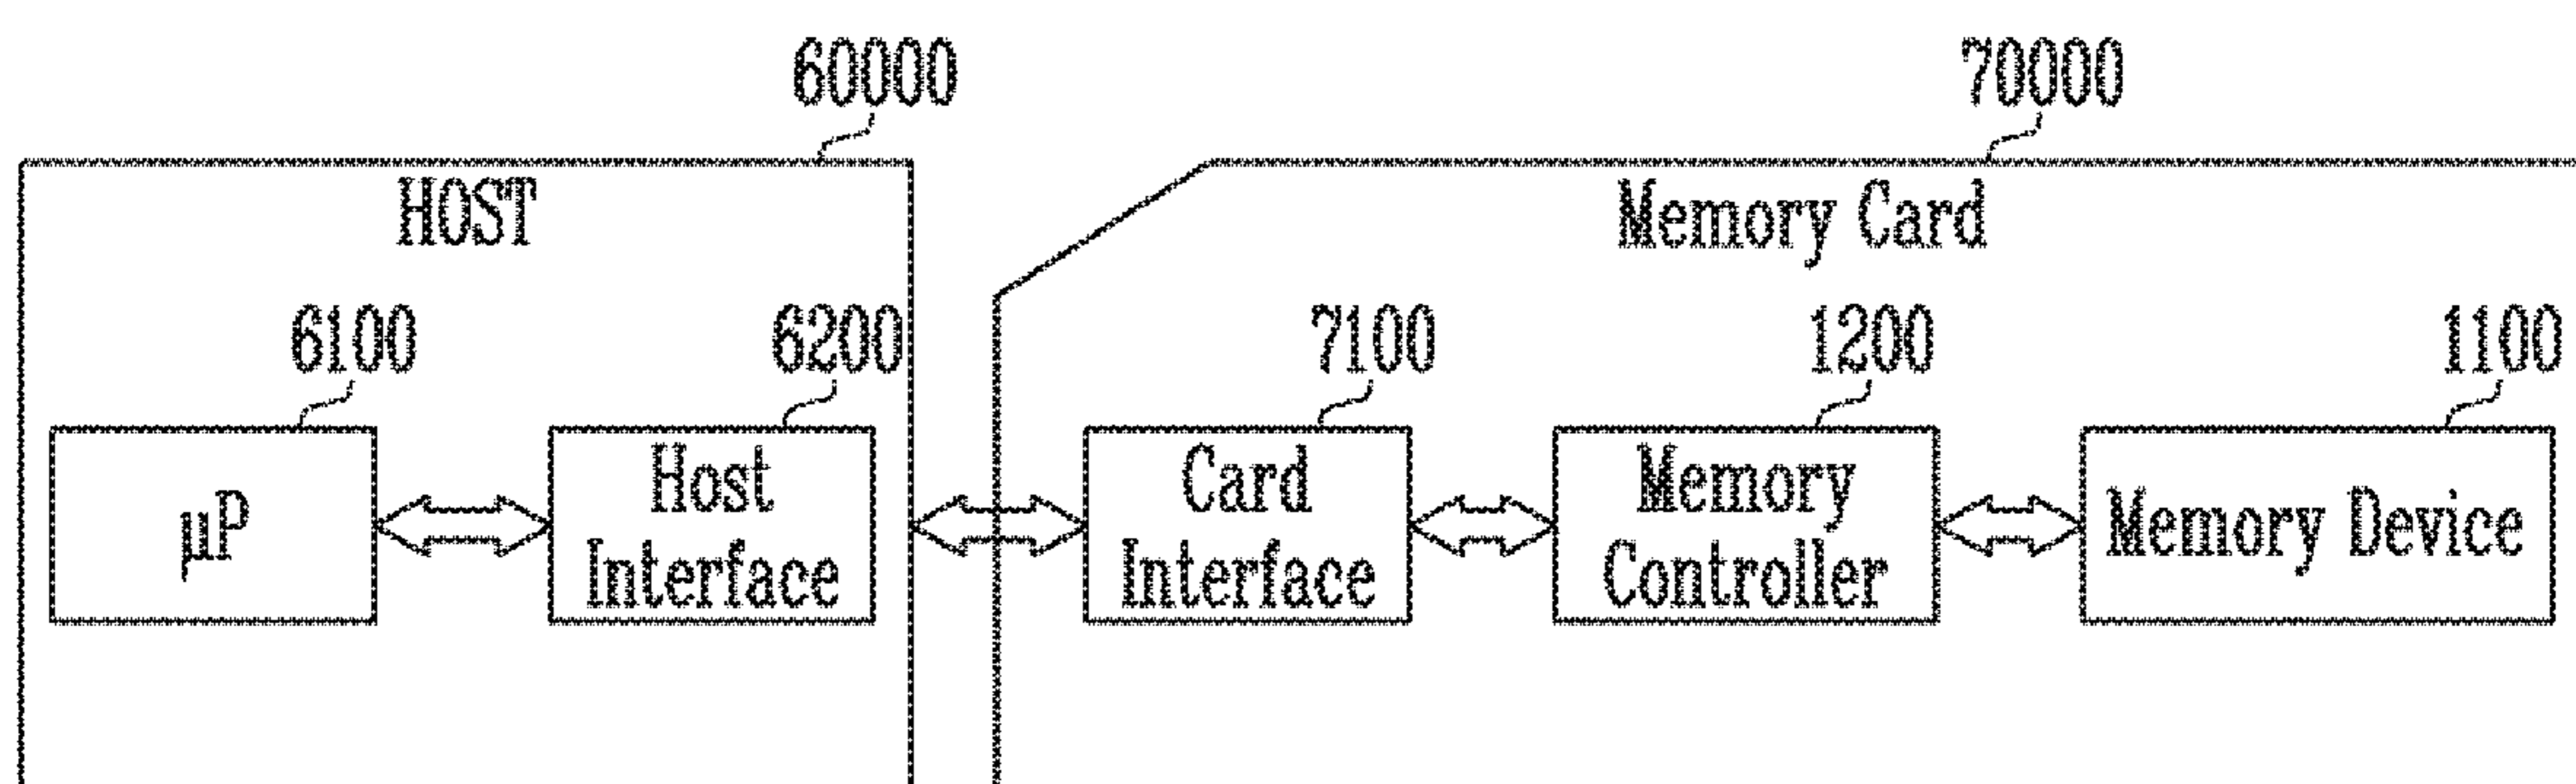 60000
70000
HOST
Memory Card
6100
6200
7100
1200
1100
µP
Host
Interface
Card
Interface
Memory
Controller
Memory Device